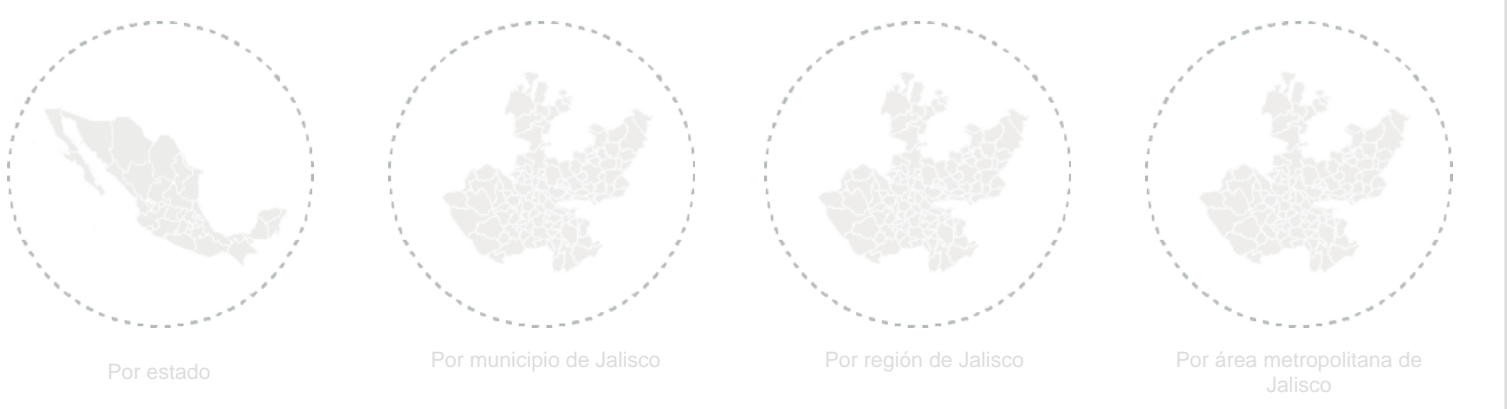 Por estado
Por municipio de Jalisco
Por región de Jalisco
Por área metropolitana de
Jalisco